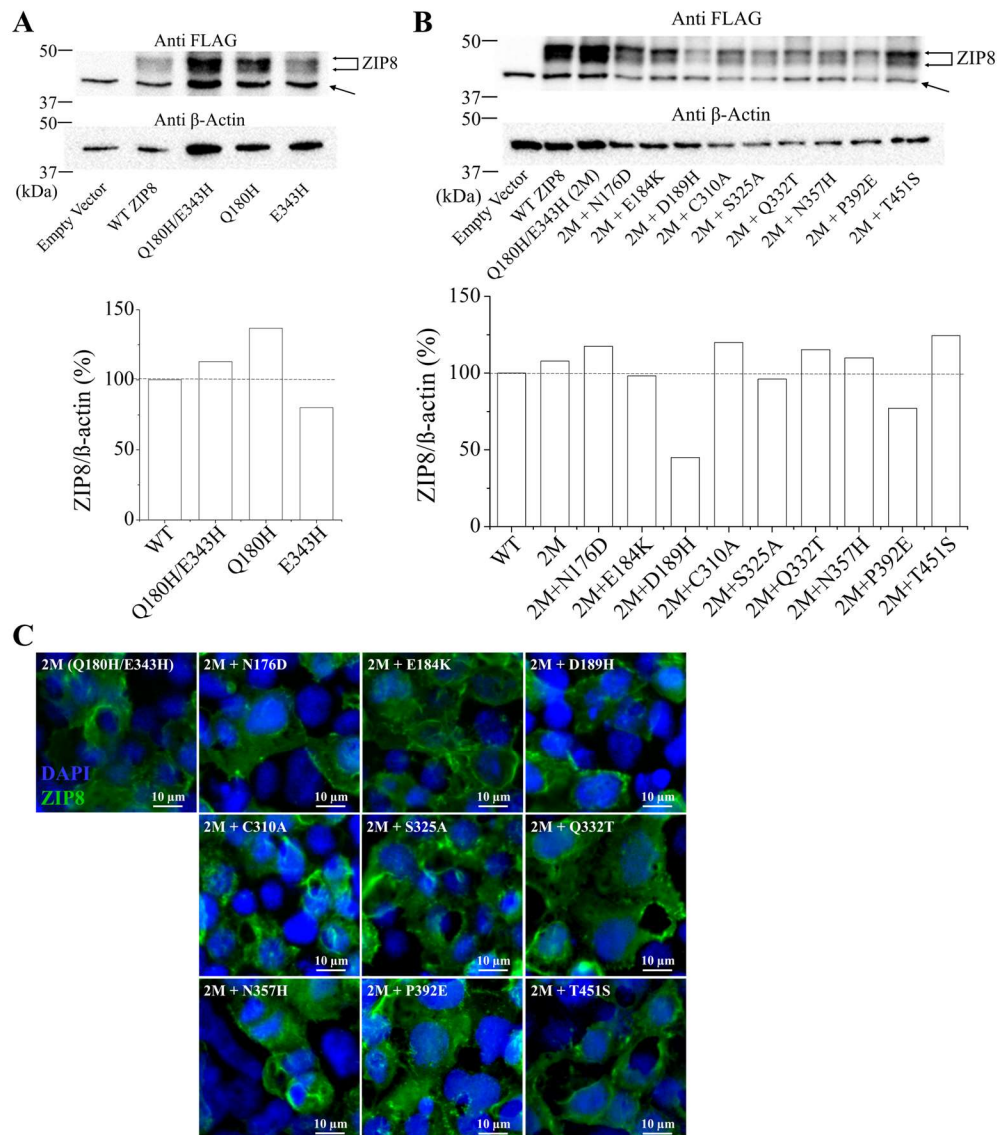 A
Anti FLAG
50
ZIP8
37
Anti β-Actin
50
37
(kDa)
Empty Vector
WT ZIP8
Q180H/E343H
Q180H
E343H
150
100
50
0
ZIP8/ß-actin (%)
WT
Q180H/E343H
Q180H
E343H
B
Anti FLAG
50
ZIP8
37
Anti β-Actin
50
37
(kDa)
Empty Vector
WT ZIP8
Q180H/E343H (2M)
2M + N176D
2M + E184K
2M + D189H
2M + C310A
2M + S325A
2M + Q332T
2M + N357H
2M + P392E
2M + T451S
150
100
50
0
ZIP8/ß-actin (%)
WT
2M
2M+N176D
2M+E184K
2M+D189H
2M+C310A
2M+S325A
2M+Q332T
2M+N357H
2M+P392E
2M+T451S
C
2M (Q180H/E343H)
DAPI
ZIP8
10 µm
2M + N176D
10 µm
2M + E184K
10 µm
2M + D189H
10 µm
2M + C310A
10 µm
2M + S325A
10 µm
2M + Q332T
10 µm
2M + N357H
10 µm
2M + P392E
10 µm
2M + T451S
10 µm